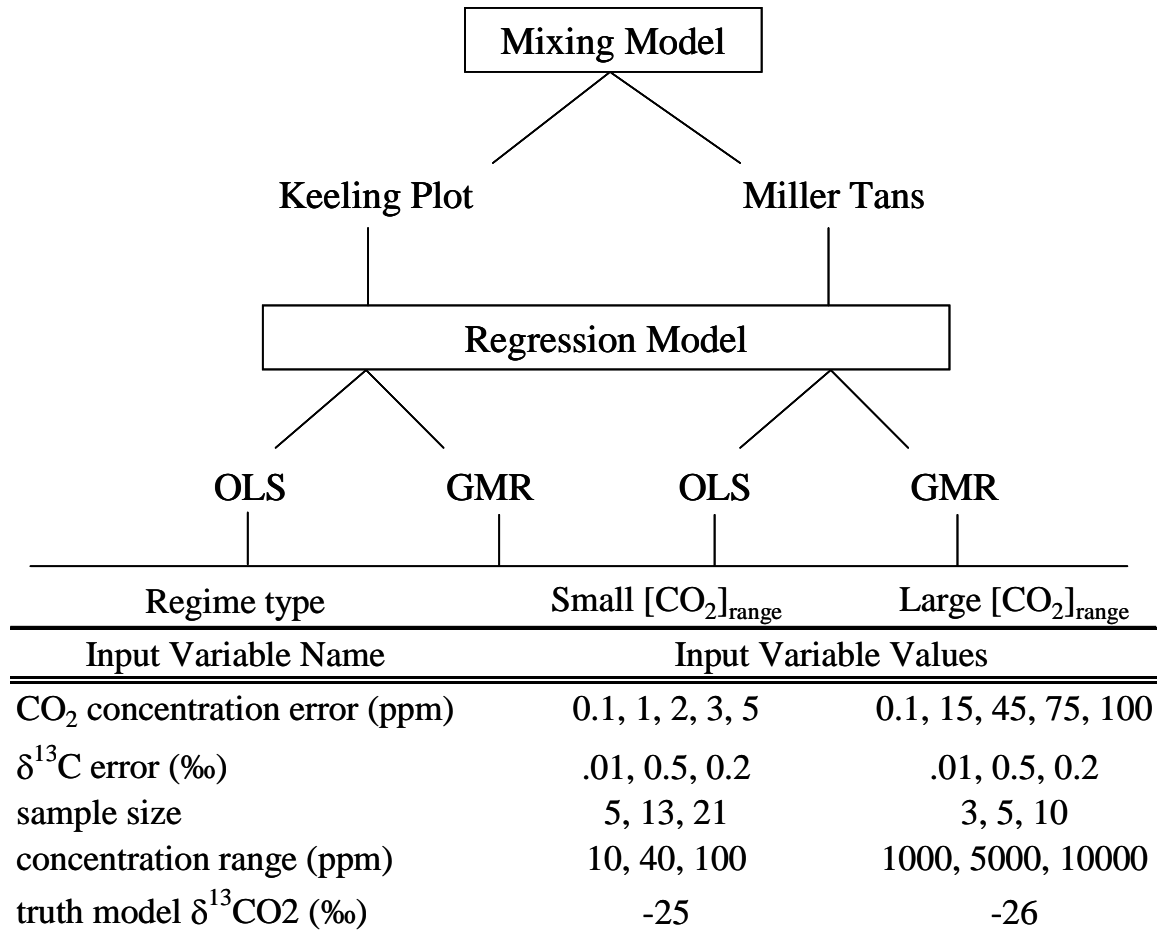 Mixing Model
Keeling Plot Miller Tans
Regression Model
OLS GMR OLS GMR
Regime type Small [CO₂]range Large [CO₂]range
Input Variable Name Input Variable Values
CO₂ concentration error (ppm) 0.1, 1, 2, 3, 5 0.1, 15, 45, 75, 100
δ¹³C error (‰) .01, 0.5, 0.2 .01, 0.5, 0.2
sample size 5, 13, 21 3, 5, 10
concentration range (ppm) 10, 40, 100 1000, 5000, 10000
truth model δ¹³CO2 (‰) -25 -26